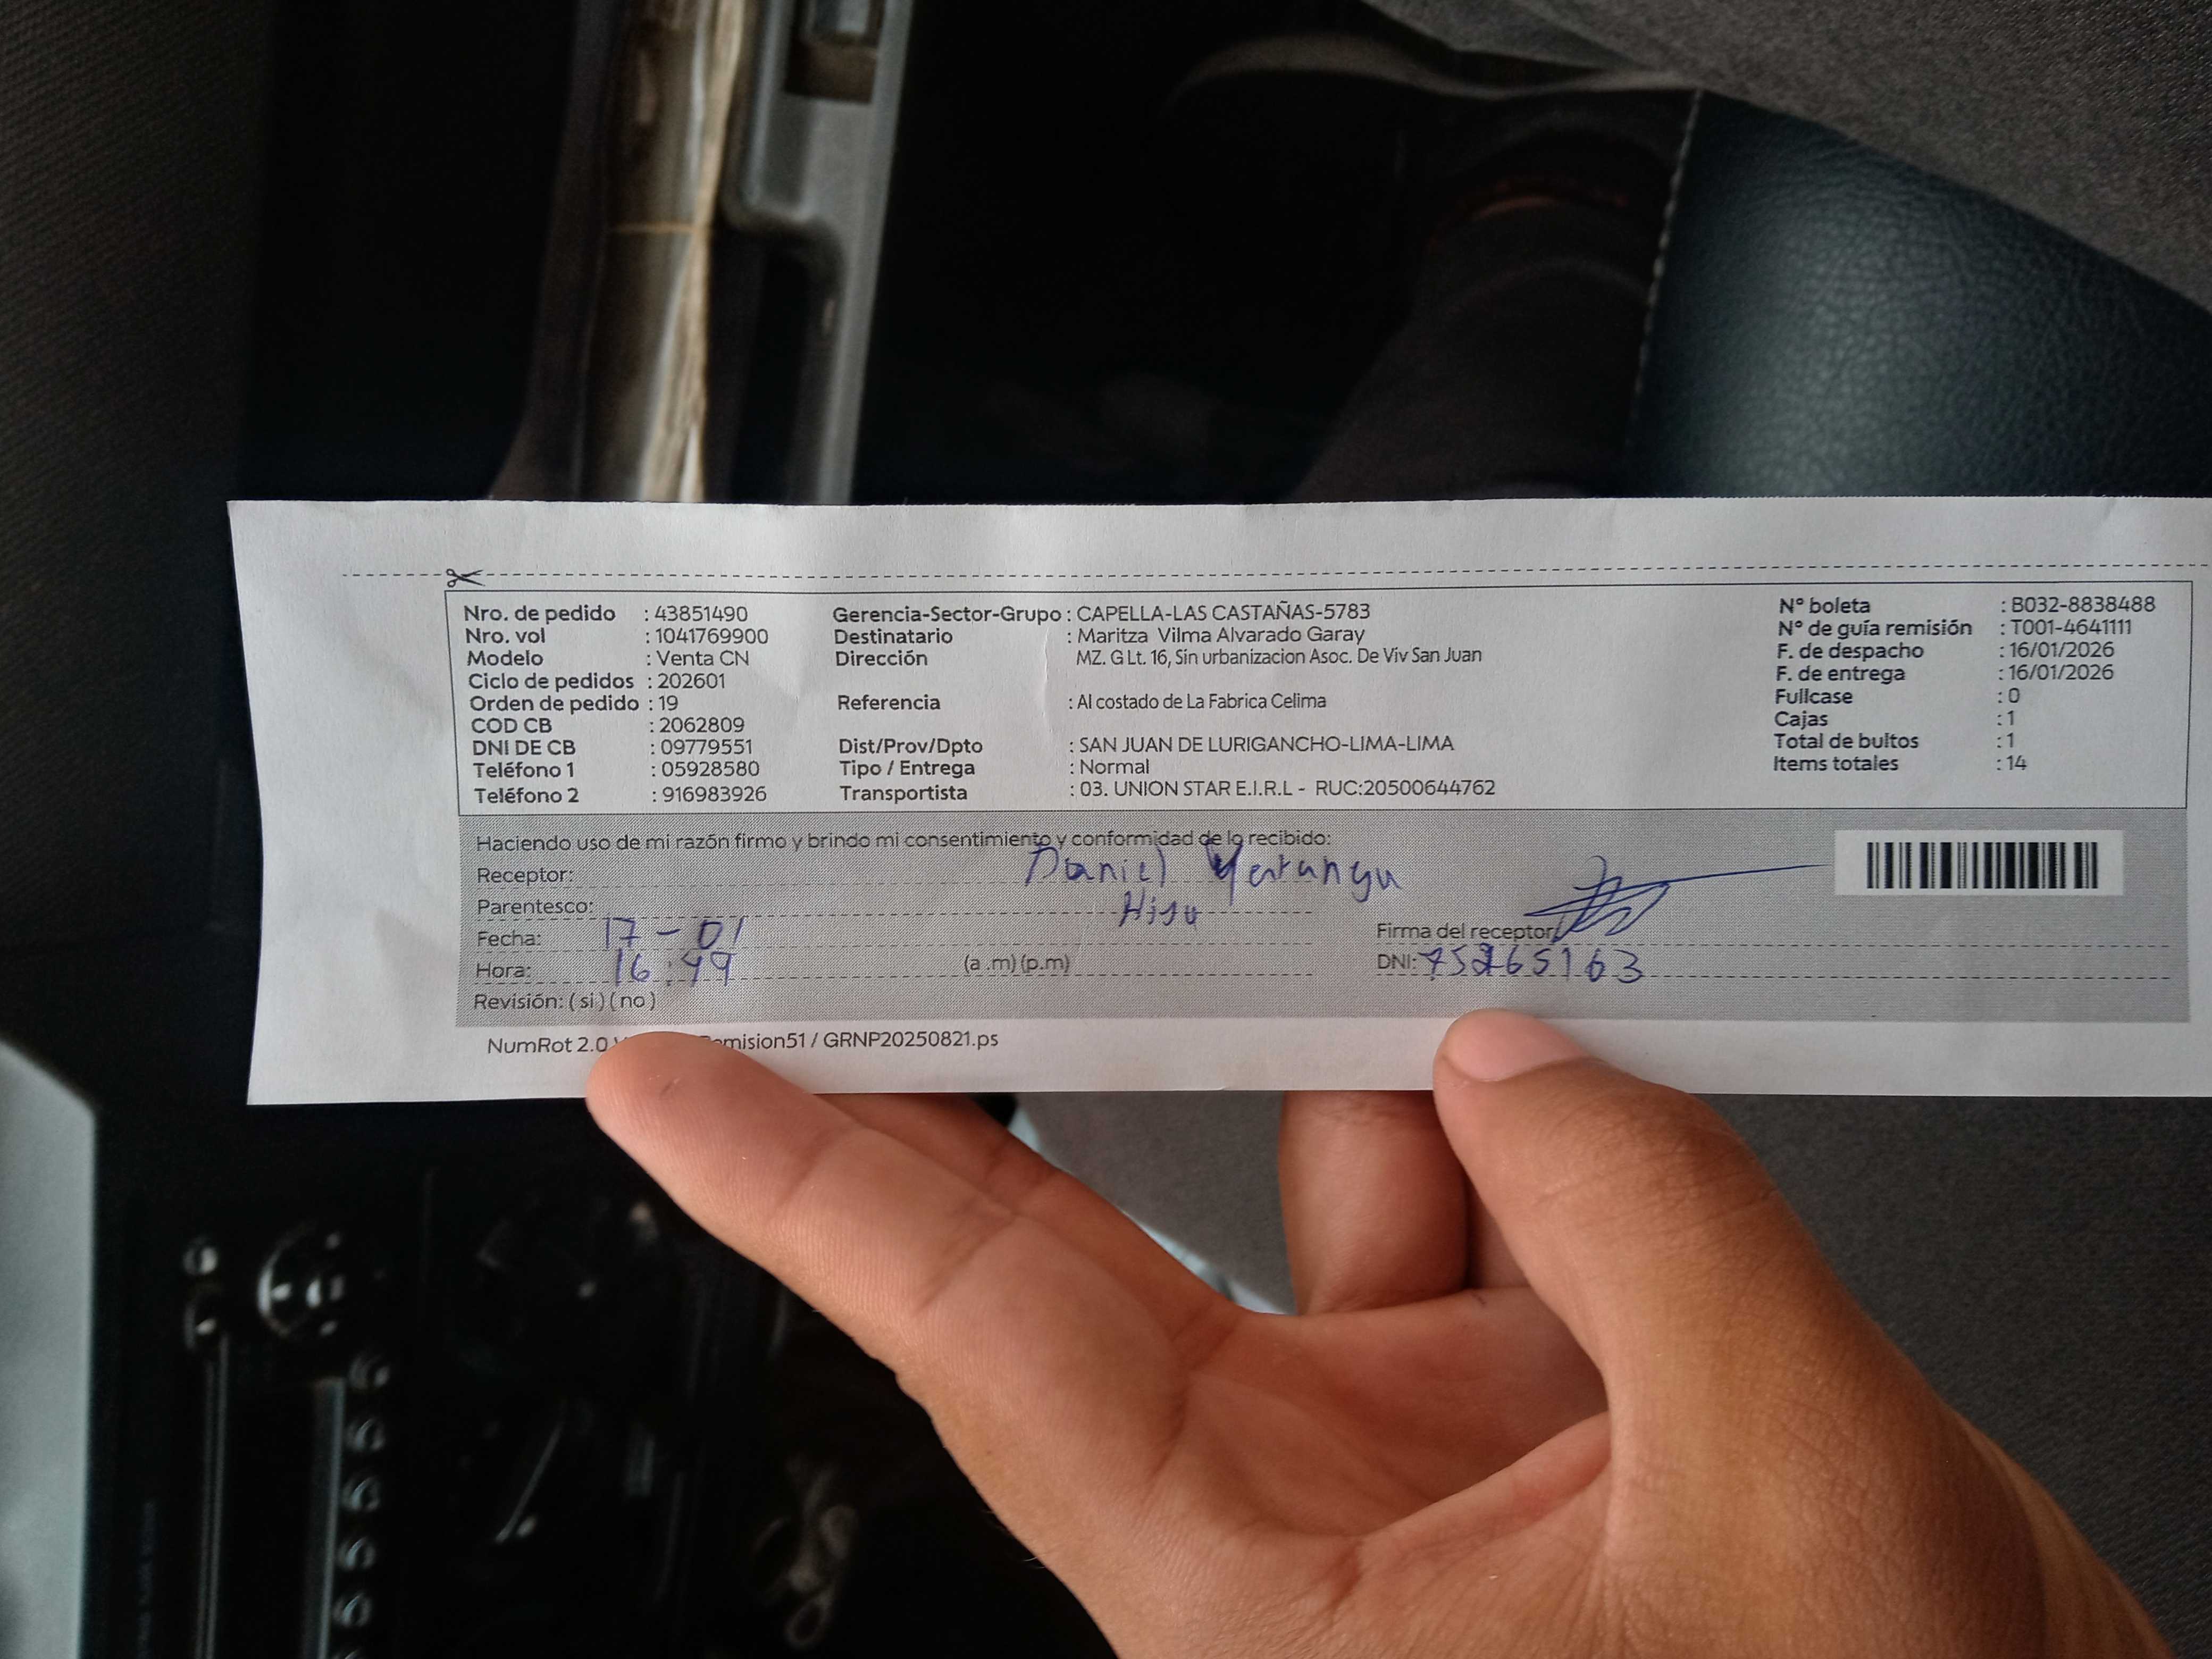 Nro. de pedido : 43851490 Gerencia-Sector-Grupo : CAPELLA-LAS CASTAÑAS-5783 N° boleta : B032-8838488
Nro. vol : 1041769900 Destinatario : Maritza Vilma Alvarado Garay N° de guía remisión : T001-4641111
Modelo : Venta CN Dirección MZ. G Lt. 16, Sin urbanizacion Asoc. De Viv San Juan F. de despacho : 16/01/2026
Ciclo de pedidos : 202601 F. de entrega : 16/01/2026
Orden de pedido : 19 Referencia : Al costado de La Fabrica Celima Fullcase : 0
COD CB : 2062809 Cajas : 1
DNI DE CB : 09779551 Dist/Prov/Dpto : SAN JUAN DE LURIGANCHO-LIMA-LIMA Total de bultos : 1
Teléfono 1 : 05928580 Tipo / Entrega : Normal Items totales : 14
Teléfono 2 : 916983926 Transportista : 03. UNION STAR E.I.R.L - RUC:20500644762
Haciendo uso de mi razón firmo y brindo mi consentimiento y conformidad de lo recibido:
Receptor: Daniel
Parentesco:
Fecha: 17-01 Firma del receptor
Hora: 16:49 (a .m) (p.m) DNI:
Revisión: ( si ) ( no )
NumRot 2.0 / GRNP20250821.ps